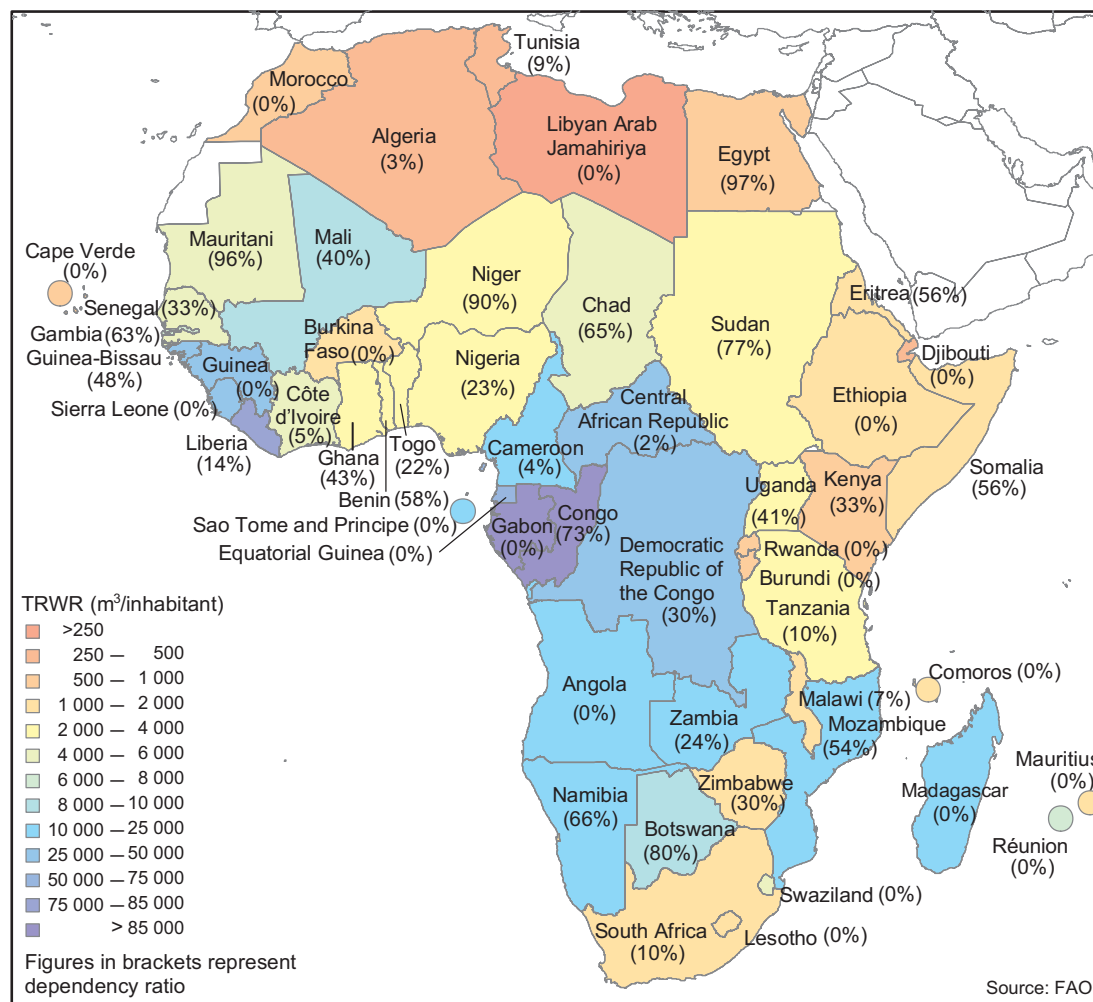 Tunisia
(9%)
Morocco
(0%)
Algeria
(3%)
Libyan Arab
Jamahiriya
(0%)
Egypt
(97%)
Mauritani
(96%)
Mali
(40%)
Cape Verde
(0%)
Niger
(90%)
Chad
(65%)
Sudan
(77%)
Eritrea (56%)
Senegal (33%)
Gambia (63%)
Guinea-Bissau
(48%)
Burkina
Faso (0%)
Nigeria
(23%)
Djibouti
(0%)
Guinea
(0%)
Sierra Leone (0%)
Côte
d'Ivoire
(5%)
Ethiopia
(0%)
Central
African Republic
(2%)
Liberia
(14%)
Ghana
(43%)
Togo
(22%)
Benin (58%)
Cameroon
(4%)
Somalia
(56%)
Uganda
(41%)
Kenya
(33%)
Sao Tome and Principe (0%)
Equatorial Guinea (0%)
Gabon
(0%)
Congo
(73%)
Democratic
Republic of
the Congo
(30%)
Rwanda (0%)
Burundi (0%)
Tanzania
(10%)
Comoros (0%)
Angola
(0%)
Zambia
(24%)
Malawi (7%)
Mozambique
(54%)
Mauritius
(0%)
Madagascar
(0%)
Réunion
(0%)
Namibia
(66%)
Zimbabwe
(30%)
Botswana
(80%)
Swaziland (0%)
South Africa
(10%)
Lesotho (0%)
TRWR (m³/inhabitant)
>250
250 — 500
500 — 1 000
1 000 — 2 000
2 000 — 4 000
4 000 — 6 000
6 000 — 8 000
8 000 — 10 000
10 000 — 25 000
25 000 — 50 000
50 000 — 75 000
75 000 — 85 000
> 85 000
Figures in brackets represent
dependency ratio
Source: FAO